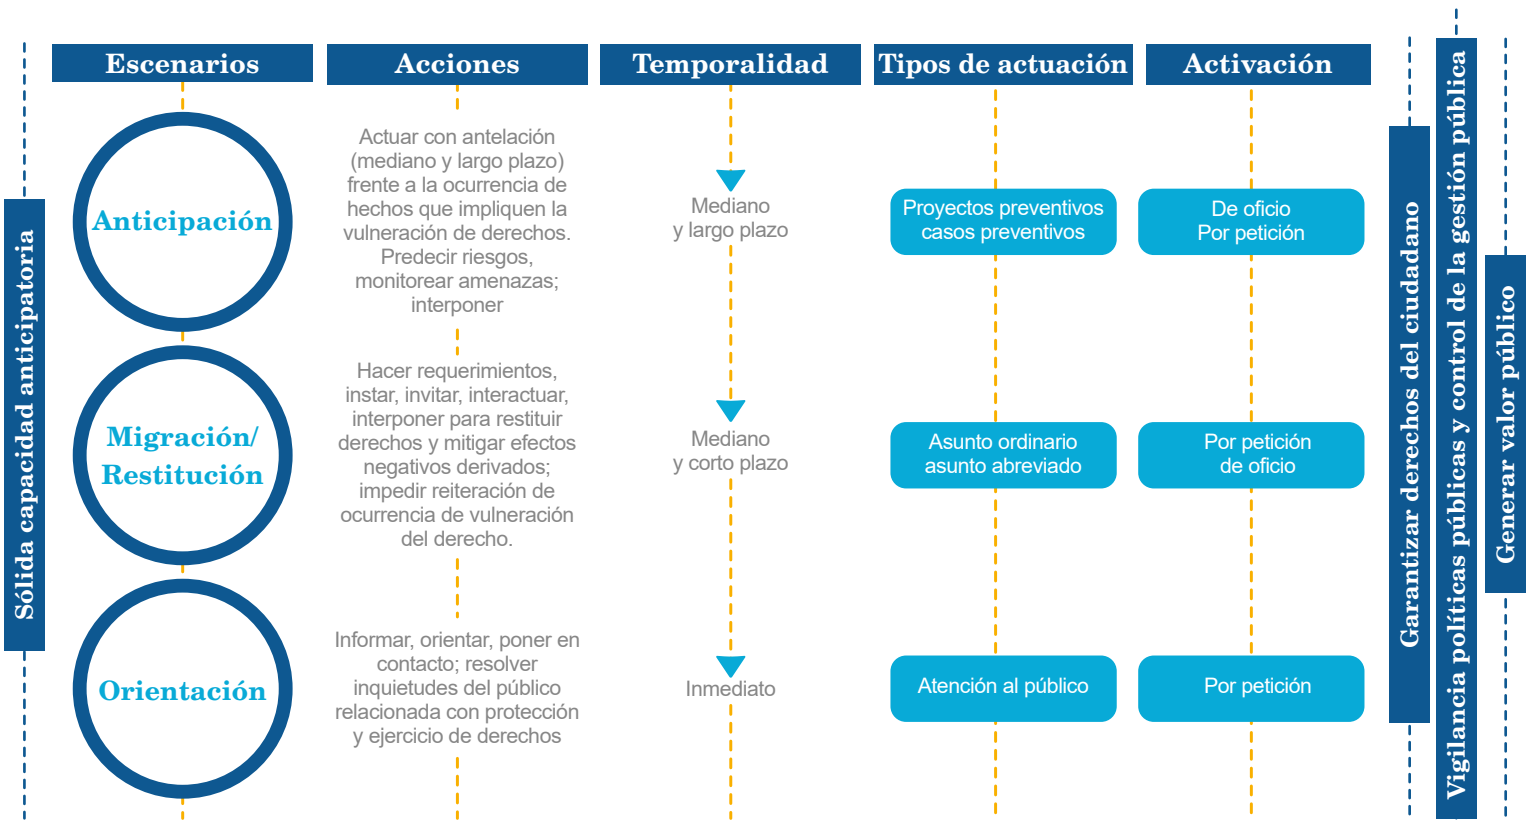 Sólida capacidad anticipatoria
Escenarios
Acciones
Temporalidad
Tipos de actuación
Activación
Anticipación
Actuar con antelación
(mediano y largo plazo)
frente a la ocurrencia de
hechos que impliquen la
vulneración de derechos.
Predecir riesgos,
monitorear amenazas;
interponer
Mediano
y largo plazo
Proyectos preventivos
casos preventivos
De oficio
Por petición
Migración/
Restitución
Hacer requerimientos,
instar, invitar, interactuar,
interponer para restituir
derechos y mitigar efectos
negativos derivados;
impedir reiteración de
ocurrencia de vulneración
del derecho.
Mediano
y corto plazo
Asunto ordinario
asunto abreviado
Por petición
de oficio
Orientación
Informar, orientar, poner en
contacto; resolver
inquietudes del público
relacionada con protección
y ejercicio de derechos
Inmediato
Atención al público
Por petición
Garantizar derechos del ciudadano
Vigilancia políticas públicas y control de la gestión pública
Generar valor público